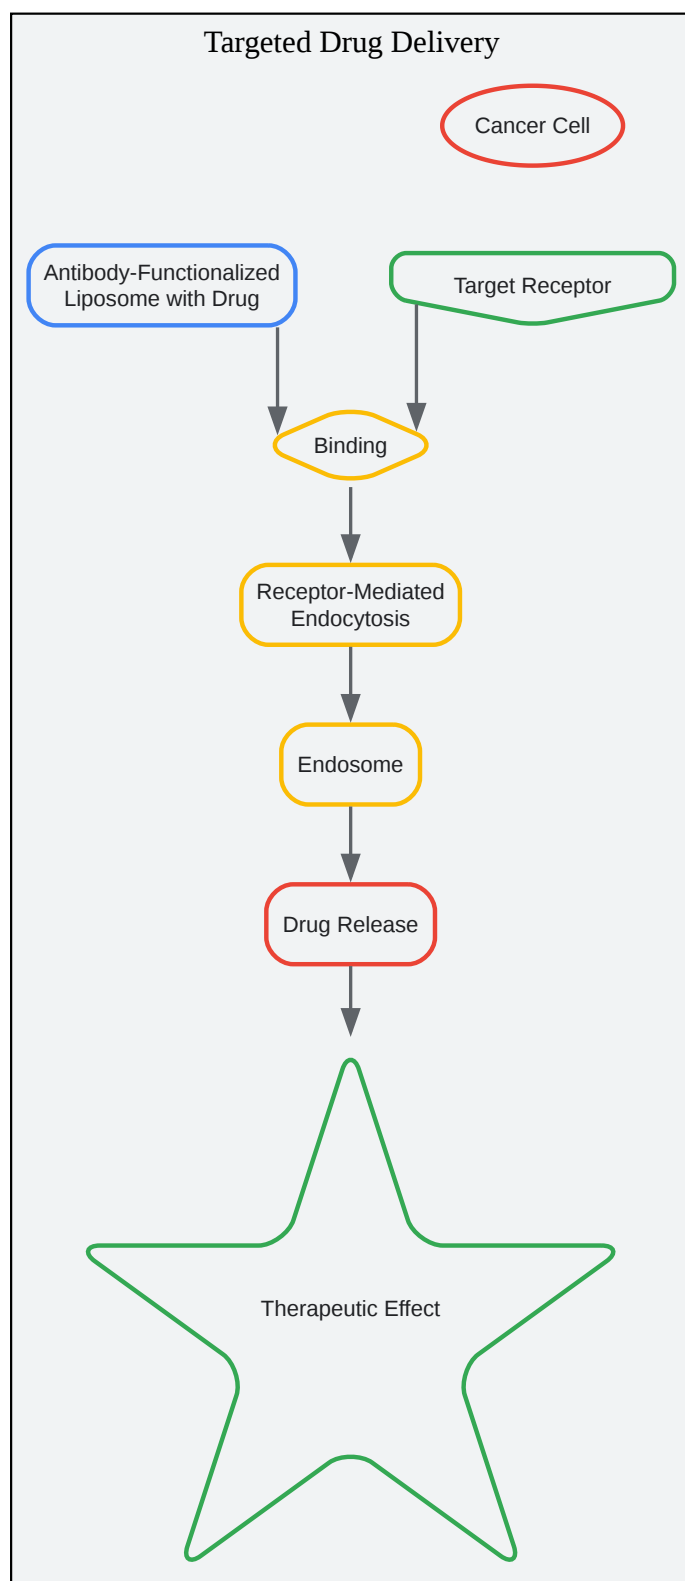 Targeted Drug Delivery
Cancer Cell
Antibody-Functionalized
Liposome with Drug
Target Receptor
Binding
Receptor-Mediated
Endocytosis
Endosome
Drug Release
Therapeutic Effect